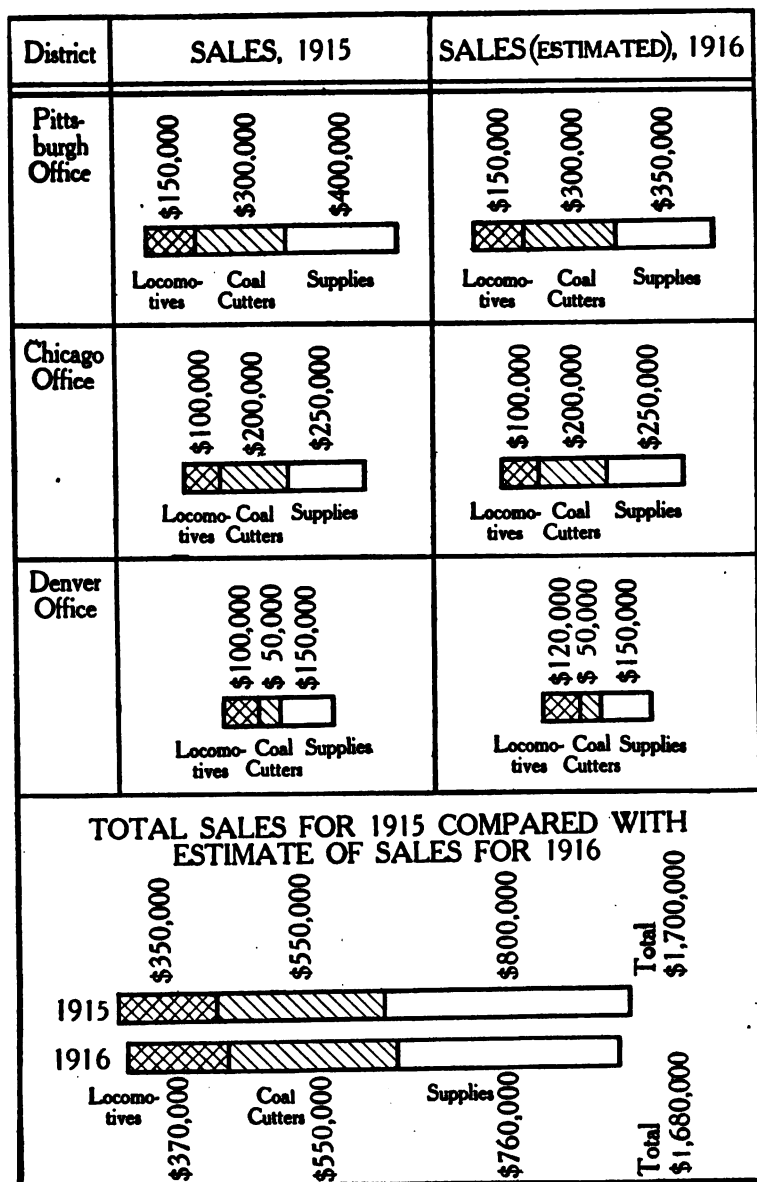 District SALES, 1915 SALES (ESTIMATED), 1916
Pitts-
burgh
Office
$150,000 $300.000 $400,000
Locomo- Coal Supplies
tives Cutters
$150,000 $300,000 $350,000
Locomo- Coal Supplies
tives Cutters
Chicago
Office
$100,000 $200,000 $250,000
Locomo- Coal Supplies
tives Cutters
$100.000 $200,000 $250,000
Locomo- Coal Supplies
tives Cutters
Denver
Office
$100,000 $ 50,000 $150,000
Locomo- Coal Supplies
tives Cutters
$120,000 $ 50,000 $150,000
Locomo- Coal Supplies
tives Cutters
TOTAL SALES FOR 1915 COMPARED WITH
ESTIMATE OF SALES FOR 1916
$350,000 $550,000 $800,000 Total
$1,700,000
1915
1916
Locomo- Coal Supplies
tives Cutters
$370,000 $550,000 $760,000 Total
$1,680,000